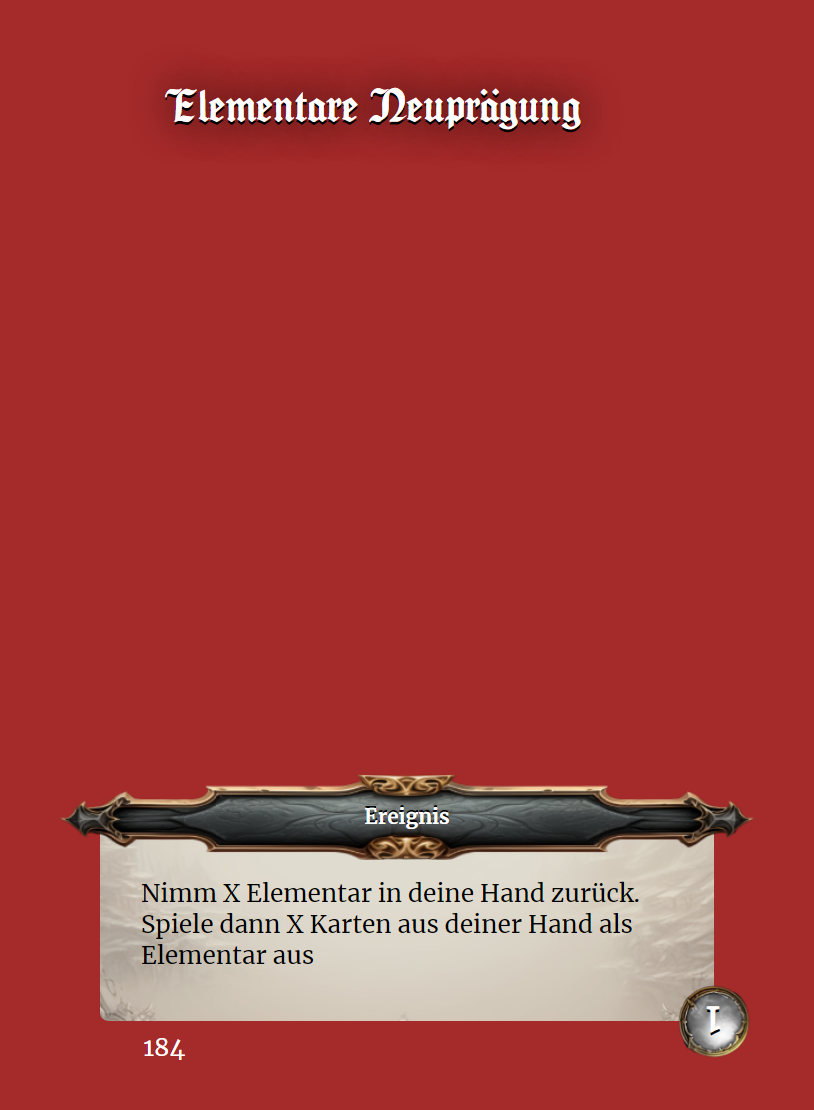 Elementare Neuprägung
Ereignis
Nimm X Elementar in deine Hand zurück.
Spiele dann X Karten aus deiner Hand als
Elementar aus
1
184